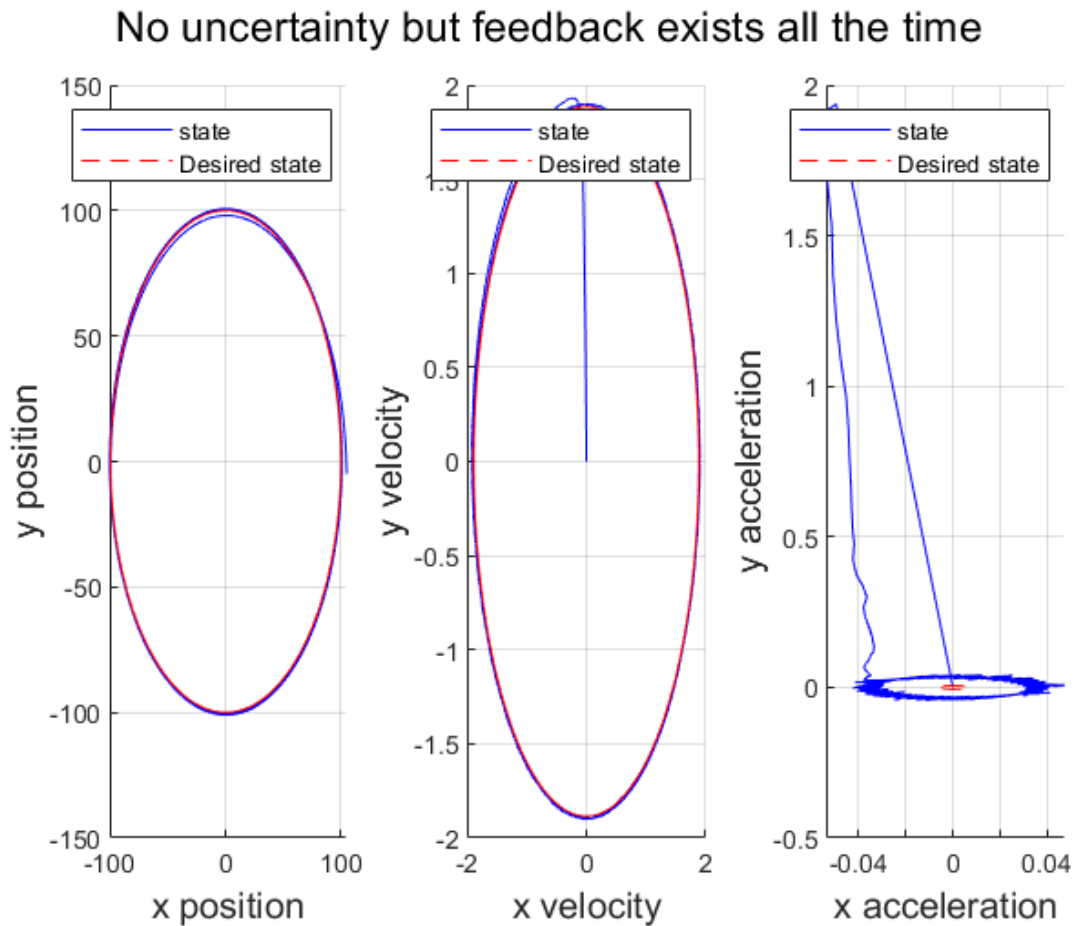 No uncertainty but feedback exists all the time
150
100
50
0
-50
-100
-150
-100
0
100
x position
y position
state
Desired state
2
1.5
1
0.5
0
-0.5
-1
-1.5
-2
-2
0
2
x velocity
y velocity
state
Desired state
2
1.5
1
0.5
0
-0.5
-0.04
0
0.04
x acceleration
y acceleration
state
Desired state